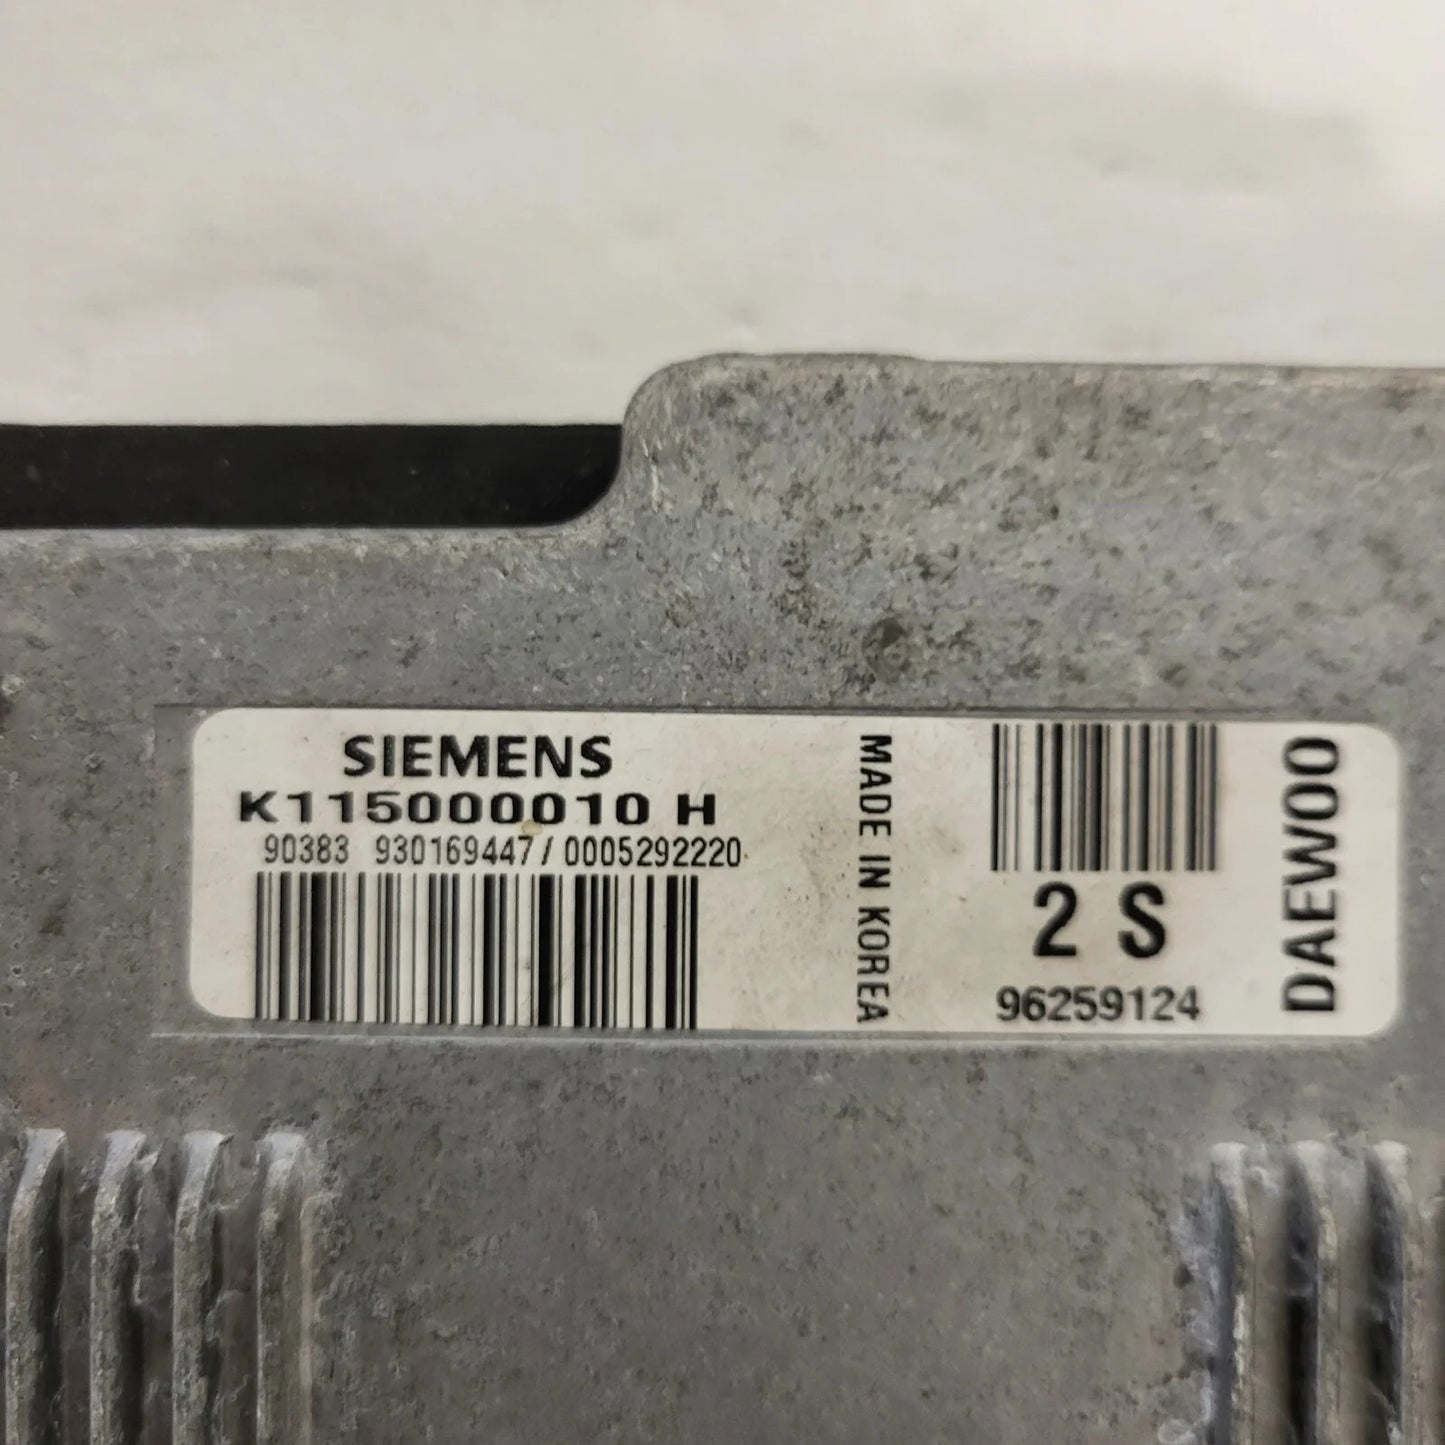 SIEMENS
K115000010 H
90383 930169447/0005292220
MADE IN KOREA
2 S
96259124
DAEWOO